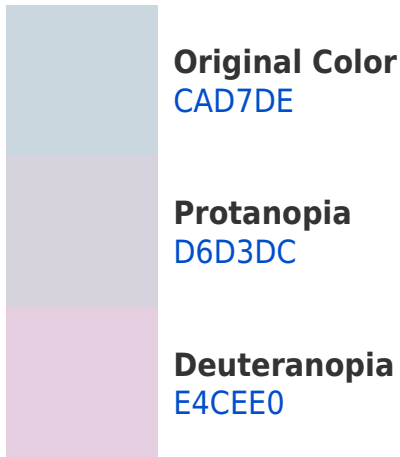 Original Color
CAD7DE
Protanopia
D6D3DC
Deuteranopia
E4CEE0